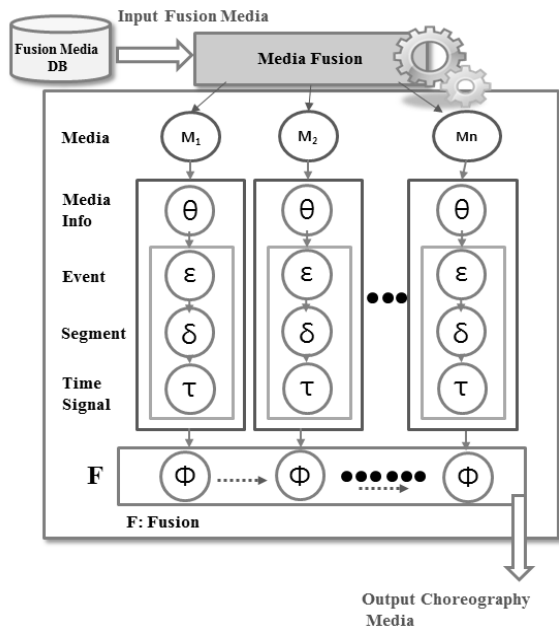 Input Fusion Media
Fusion Media
DB
Media Fusion
Media
M1
M2
Mn
Media
Info
θ
θ
θ
Event
ε
ε
ε
Segment
δ
δ
δ
Time
Signal
τ
τ
τ
F
Φ
Φ
Φ
F: Fusion
Output Choreography
Media